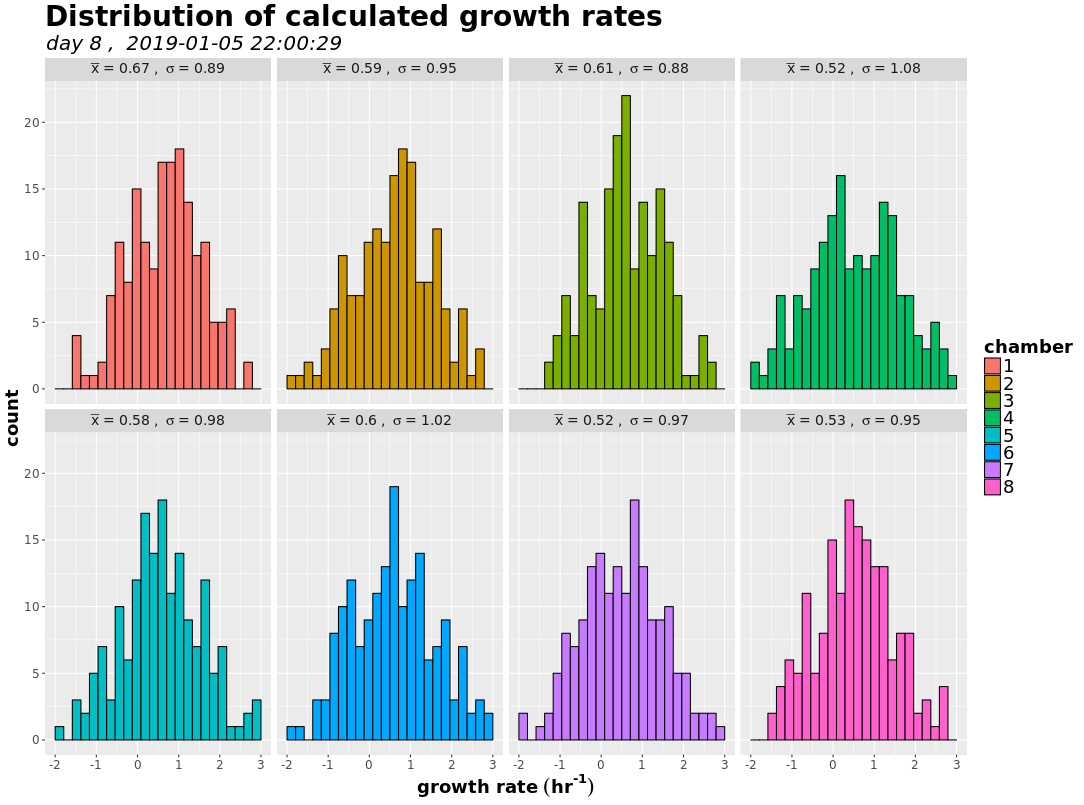 Distribution of calculated growth rates
day 8 ,  2019-01-05 22:00:29
x̅ = 0.67 ,  σ = 0.89
x̅ = 0.59 ,  σ = 0.95
x̅ = 0.61 ,  σ = 0.88
x̅ = 0.52 ,  σ = 1.08
20
15
10
5
0
x̅ = 0.58 ,  σ = 0.98
x̅ = 0.6 ,  σ = 1.02
x̅ = 0.52 ,  σ = 0.97
x̅ = 0.53 ,  σ = 0.95
20
15
10
5
0
-2 -1 0 1 2 3 -2 -1 0 1 2 3 -2 -1 0 1 2 3 -2 -1 0 1 2 3
count
growth rate (hr⁻¹)
chamber
1
2
3
4
5
6
7
8